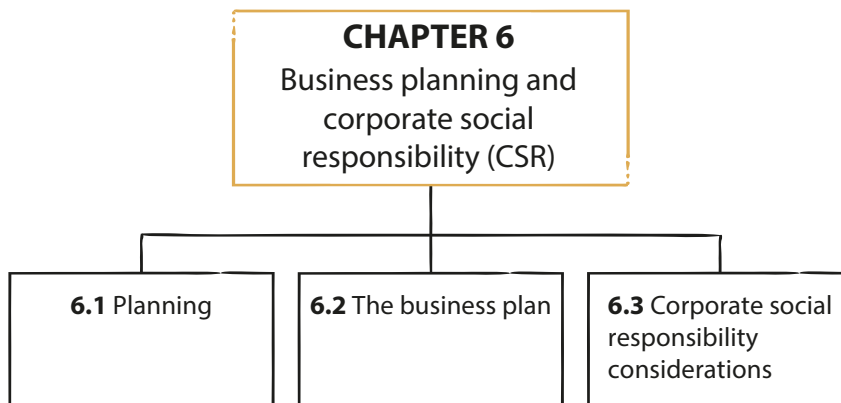 CHAPTER 6
Business planning and
corporate social
responsibility (CSR)
6.1 Planning
6.2 The business plan
6.3 Corporate social
responsibility
considerations